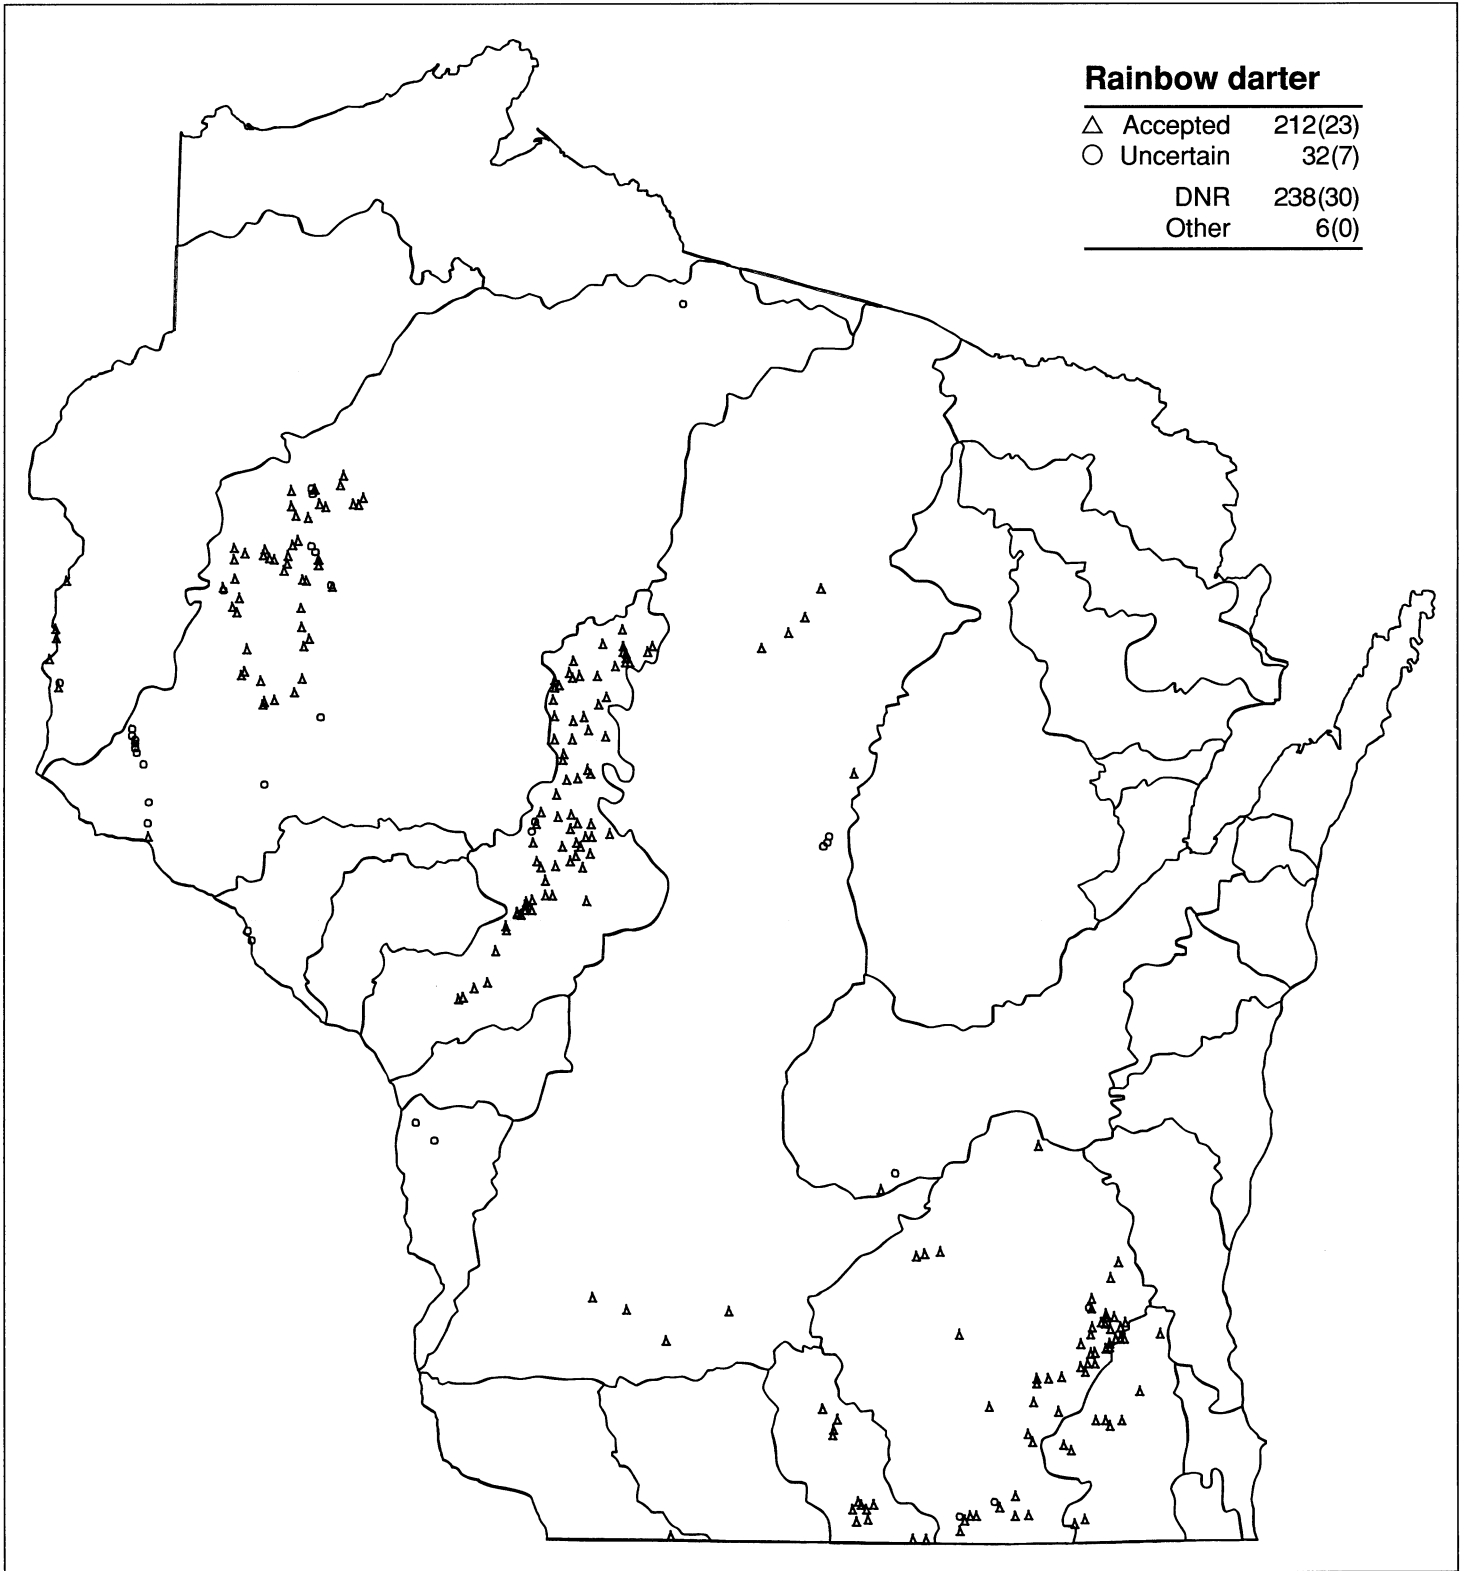 Rainbow darter
△ Accepted 212(23)
○ Uncertain 32(7)
DNR 238(30)
Other 6(0)